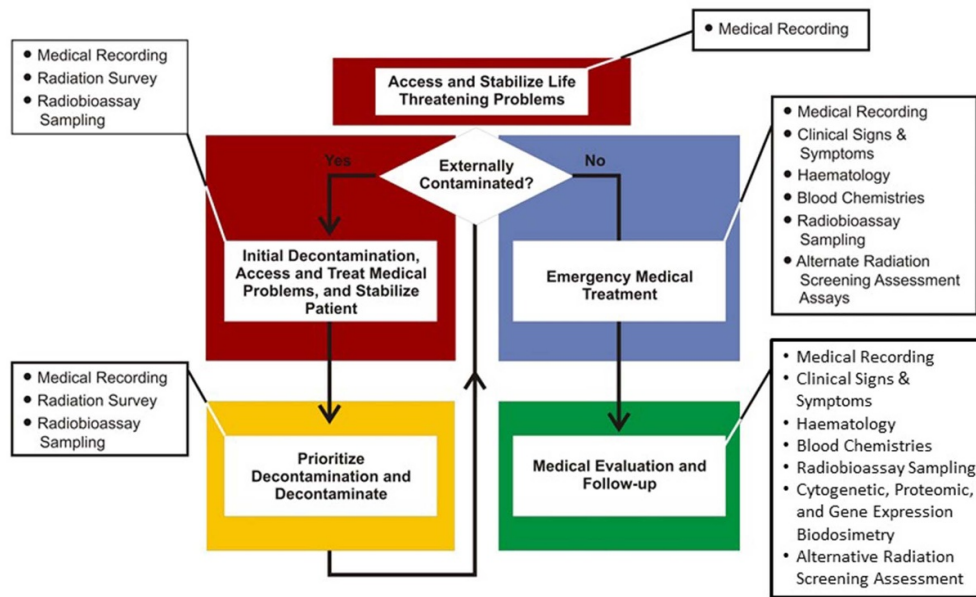 • Medical Recording
• Medical Recording
• Radiation Survey
• Radiobioassay
Sampling
Access and Stabilize Life
Threatening Problems
Yes
Externally
Contaminated?
No
• Medical Recording
• Clinical Signs &
Symptoms
• Haematology
• Blood Chemistries
• Radiobioassay
Sampling
• Alternate Radiation
Screening Assessment
Assays
Initial Decontamination,
Access and Treat Medical
Problems, and Stabilize
Patient
Emergency Medical
Treatment
• Medical Recording
• Radiation Survey
• Radiobioassay
Sampling
Prioritize
Decontamination and
Decontaminate
Medical Evaluation and
Follow-up
• Medical Recording
• Clinical Signs &
Symptoms
• Haematology
• Blood Chemistries
• Radiobioassay Sampling
• Cytogenetic, Proteomic,
and Gene Expression
Biodosimetry
• Alternative Radiation
Screening Assessment